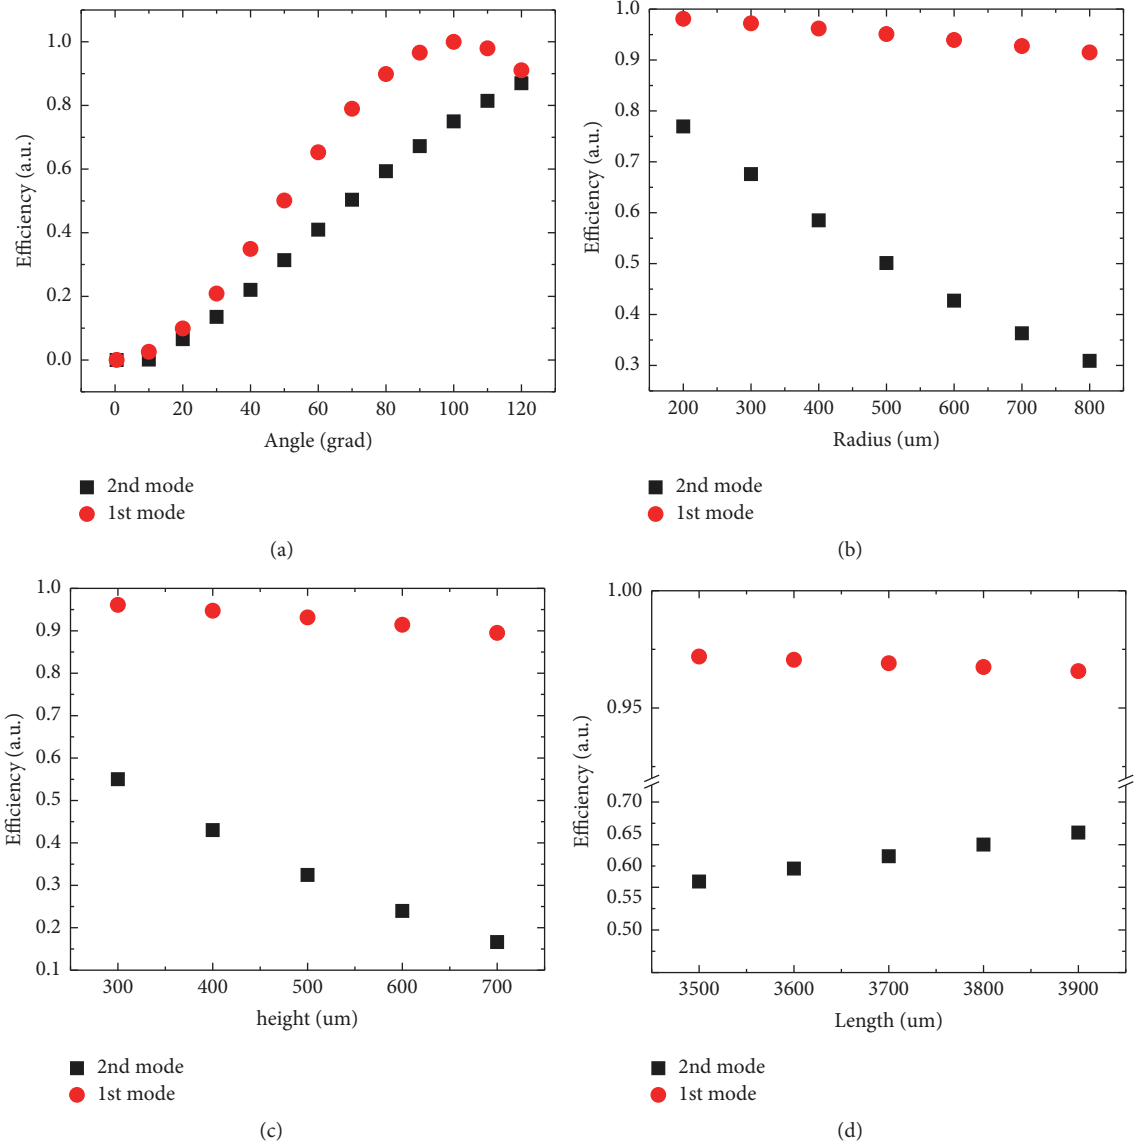 1.0
0.8
0.6
0.4
0.2
0.0
Efficiency (a.u.)
0 20 40 60 80 100 120
Angle (grad)
2nd mode
1st mode
(a)
1.0
0.9
0.8
0.7
0.6
0.5
0.4
0.3
Efficiency (a.u.)
200 300 400 500 600 700 800
Radius (um)
2nd mode
1st mode
(b)
1.0
0.9
0.8
0.7
0.6
0.5
0.4
0.3
0.2
0.1
Efficiency (a.u.)
300 400 500 600 700
height (um)
2nd mode
1st mode
(c)
1.00
0.95
0.70
0.65
0.60
0.55
0.50
Efficiency (a.u.)
3500 3600 3700 3800 3900
Length (um)
2nd mode
1st mode
(d)